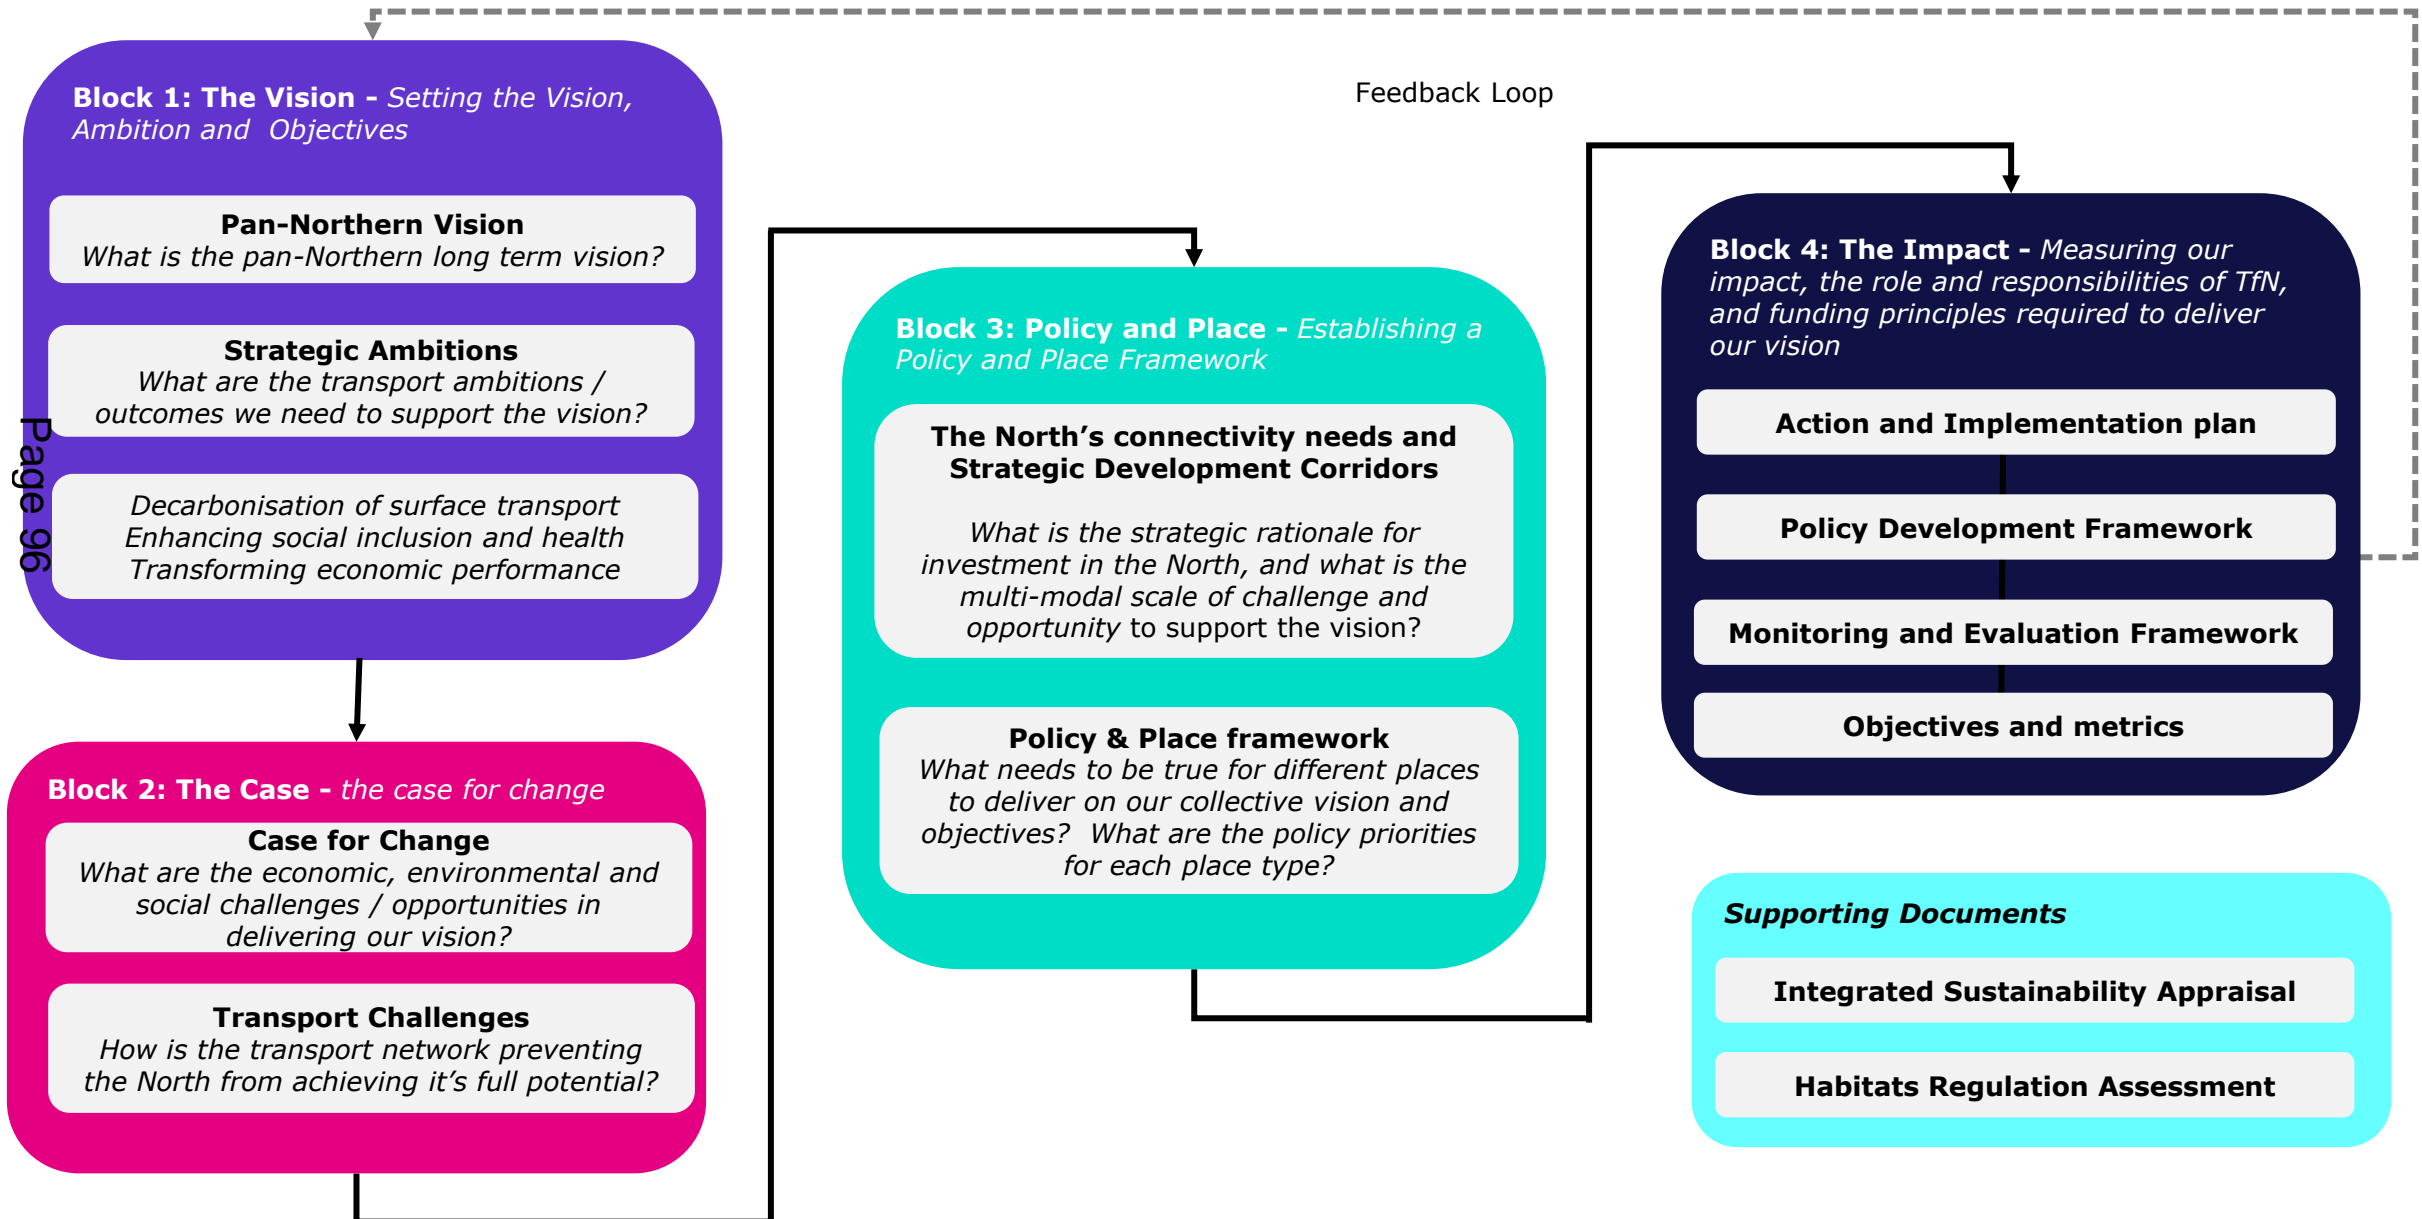 Feedback Loop
Block 1: The Vision - Setting the Vision,
Ambition and Objectives
Pan-Northern Vision
What is the pan-Northern long term vision?
Strategic Ambitions
What are the transport ambitions /
outcomes we need to support the vision?
Decarbonisation of surface transport
Enhancing social inclusion and health
Transforming economic performance
Page 96
Block 2: The Case - the case for change
Case for Change
What are the economic, environmental and
social challenges / opportunities in
delivering our vision?
Transport Challenges
How is the transport network preventing
the North from achieving it’s full potential?
Block 3: Policy and Place - Establishing a
Policy and Place Framework
The North’s connectivity needs and
Strategic Development Corridors
What is the strategic rationale for
investment in the North, and what is the
multi-modal scale of challenge and
opportunity to support the vision?
Policy & Place framework
What needs to be true for different places
to deliver on our collective vision and
objectives? What are the policy priorities
for each place type?
Block 4: The Impact - Measuring our
impact, the role and responsibilities of TfN,
and funding principles required to deliver
our vision
Action and Implementation plan
Policy Development Framework
Monitoring and Evaluation Framework
Objectives and metrics
Supporting Documents
Integrated Sustainability Appraisal
Habitats Regulation Assessment